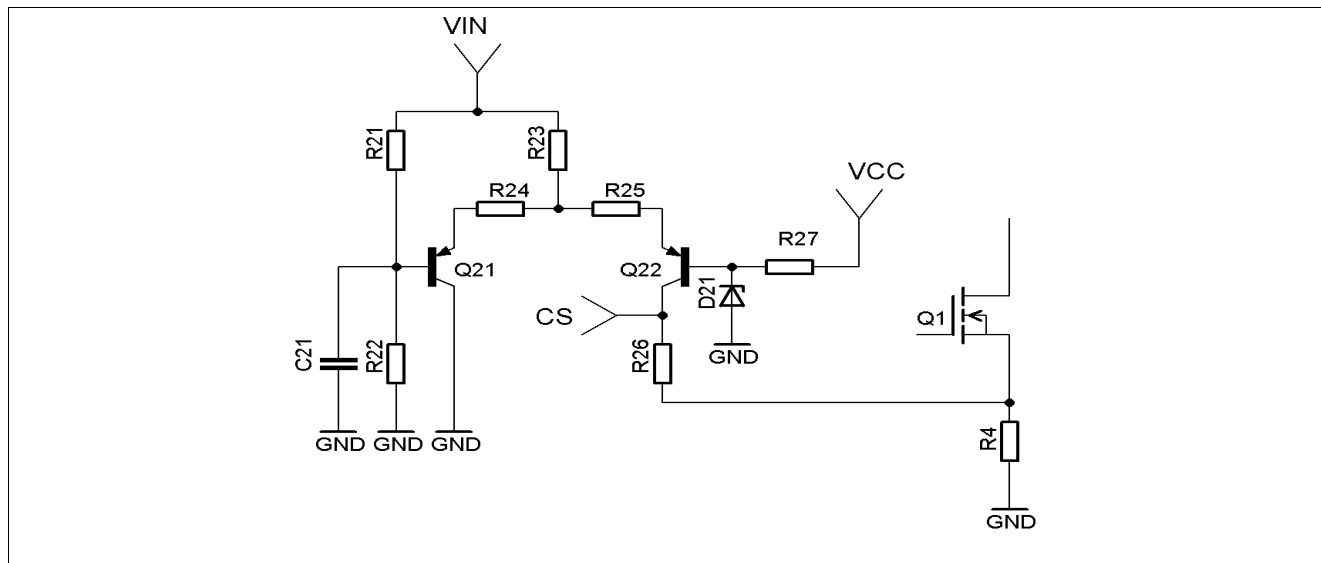 VIN
R21
R23
R24
R25
VCC
R27
Q21
Q22
D21
CS
Q1
C21
R22
R26
GND
R4
GND
GND
GND
GND